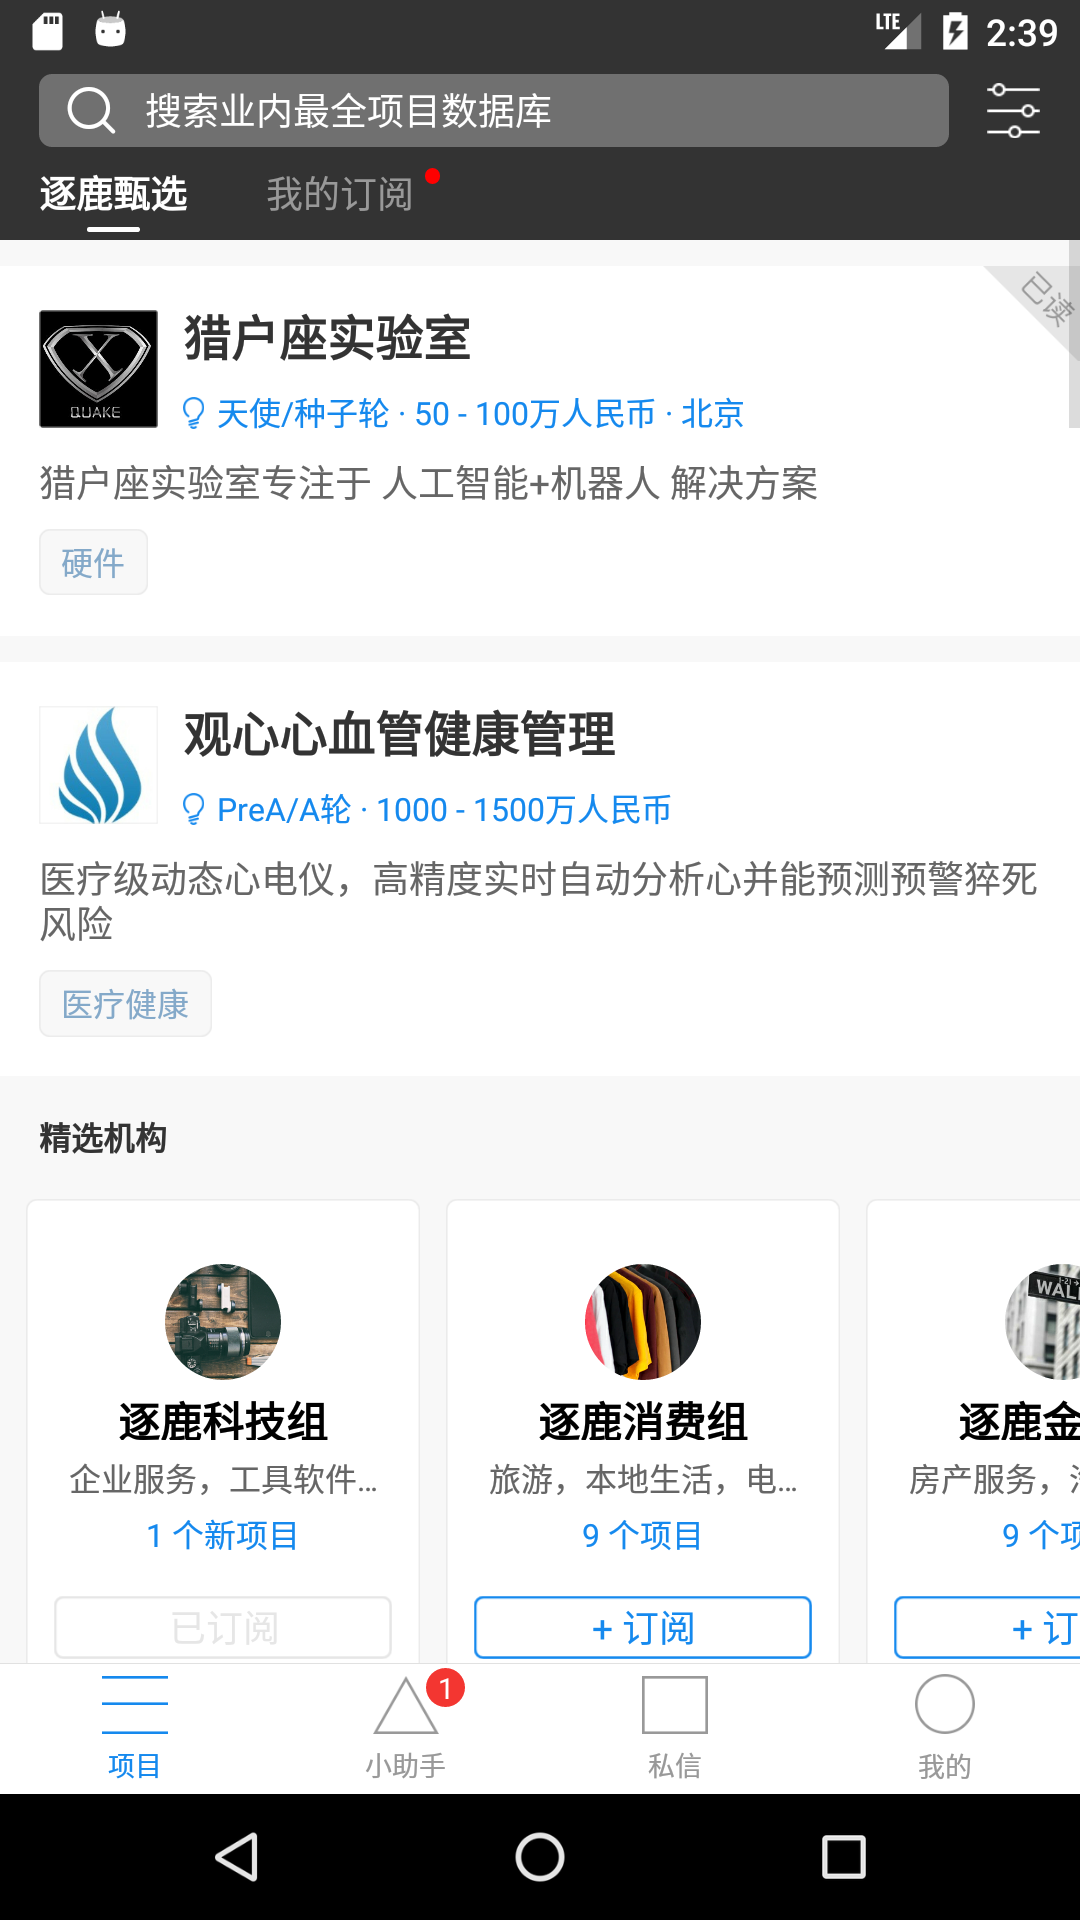 LTE 2:39
搜索业内最全项目数据库
逐鹿甄选 我的订阅
已读
猎户座实验室
QUAKE
天使/种子轮 · 50 - 100万人民币 · 北京
猎户座实验室专注于 人工智能+机器人 解决方案
硬件
观心心血管健康管理
PreA/A轮 · 1000 - 1500万人民币
医疗级动态心电仪，高精度实时自动分析心并能预测预警猝死
风险
医疗健康
精选机构
逐鹿科技组 逐鹿消费组 逐鹿金
企业服务，工具软件... 旅游，本地生活，电... 房产服务，
1 个新项目 9 个项目 9 个项
已订阅 + 订阅 + 订
1
项目 小助手 私信 我的